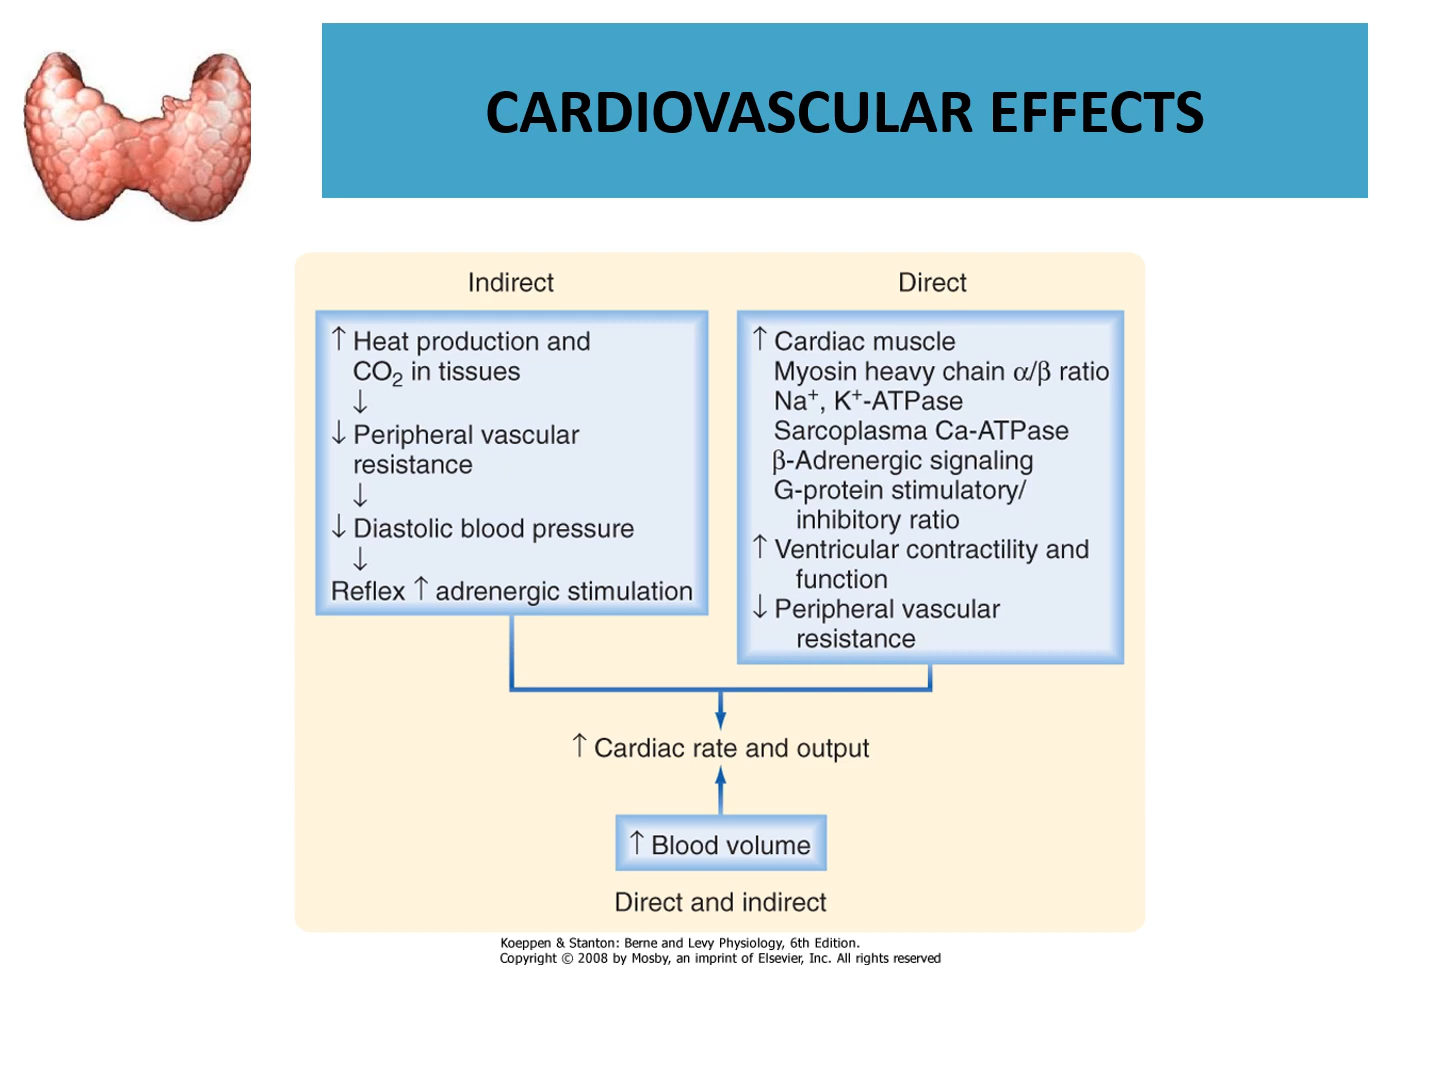 CARDIOVASCULAR EFFECTS
Indirect
↑ Heat production and
CO₂ in tissues
↓
↓ Peripheral vascular
resistance
↓
↓ Diastolic blood pressure
↓
Reflex ↑ adrenergic stimulation
Direct
↑ Cardiac muscle
Myosin heavy chain α/β ratio
Na⁺, K⁺-ATPase
Sarcoplasma Ca-ATPase
β-Adrenergic signaling
G-protein stimulatory/
inhibitory ratio
↑ Ventricular contractility and
function
↓ Peripheral vascular
resistance
↑ Cardiac rate and output
↑ Blood volume
Direct and indirect
Koeppen & Stanton: Berne and Levy Physiology, 6th Edition.
Copyright © 2008 by Mosby, an imprint of Elsevier, Inc. All rights reserved